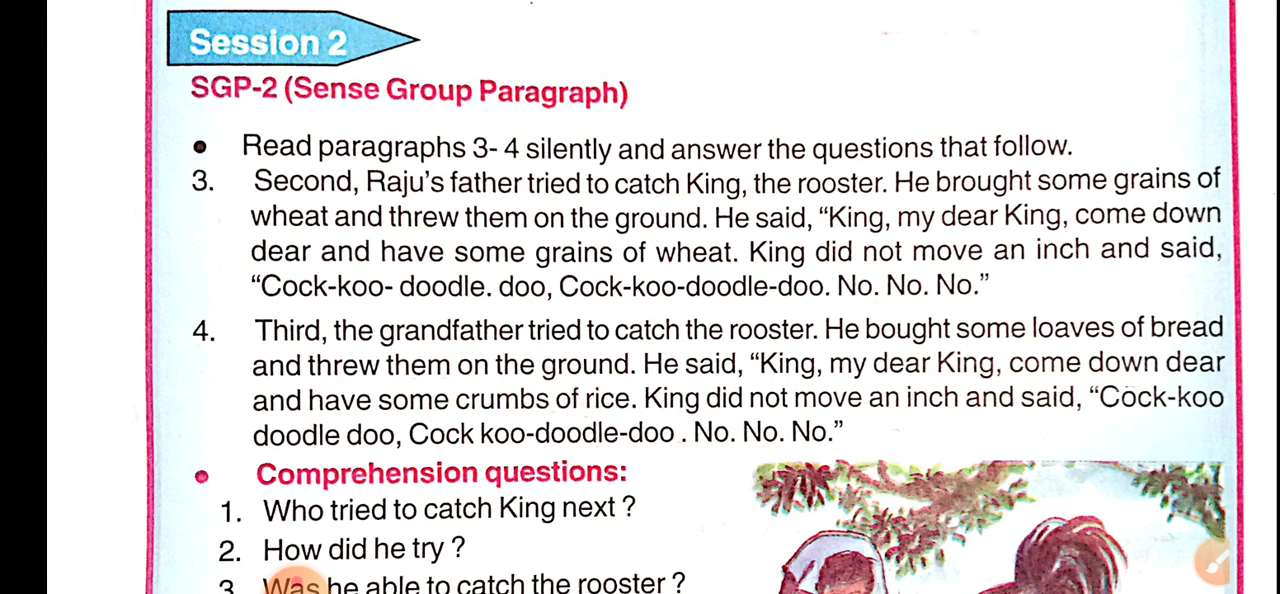 Session 2
SGP-2 (Sense Group Paragraph)
• Read paragraphs 3- 4 silently and answer the questions that follow.
3. Second, Raju's father tried to catch King, the rooster. He brought some grains of
wheat and threw them on the ground. He said, “King, my dear King, come down
dear and have some grains of wheat. King did not move an inch and said,
“Cock-koo- doodle. doo, Cock-koo-doodle-doo. No. No. No.”
4. Third, the grandfather tried to catch the rooster. He bought some loaves of bread
and threw them on the ground. He said, “King, my dear King, come down dear
and have some crumbs of rice. King did not move an inch and said, “Cock-koo
doodle doo, Cock koo-doodle-doo . No. No. No.”
• Comprehension questions:
1. Who tried to catch King next ?
2. How did he try ?
3. Was he able to catch the rooster ?